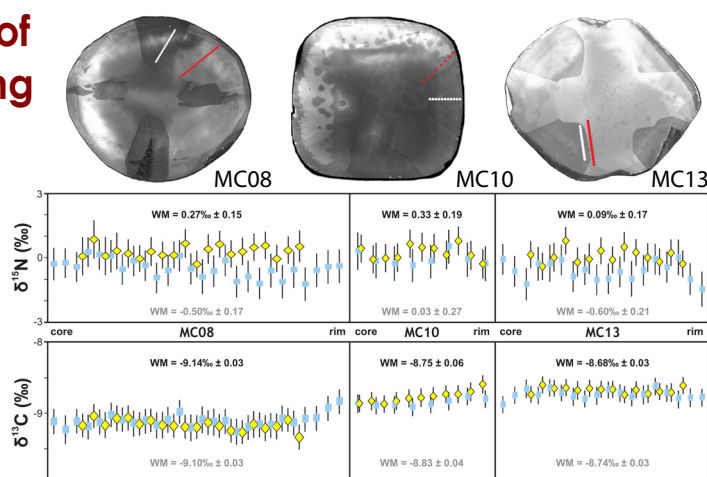 of
ng
MC08
MC10
MC13
δ¹⁵N (‰)
3
0
-3
WM = 0.27‰ ± 0.15
WM = 0.33 ± 0.19
WM = 0.09‰ ± 0.17
WM = -0.50‰ ± 0.17
0.03 ± 0.27
WM = -0.60‰ ± 0.21
core MC08 rim core MC10 rim core MC13 rim
δ¹³C (‰)
-8
-9
WM = -9.14‰ ± 0.03
WM = -8.75 ± 0.06
WM = -8.68‰ ± 0.03
WM = -9.10‰ ± 0.03
WM = -8.83 ± 0.04
WM = -8.74‰ ± 0.03